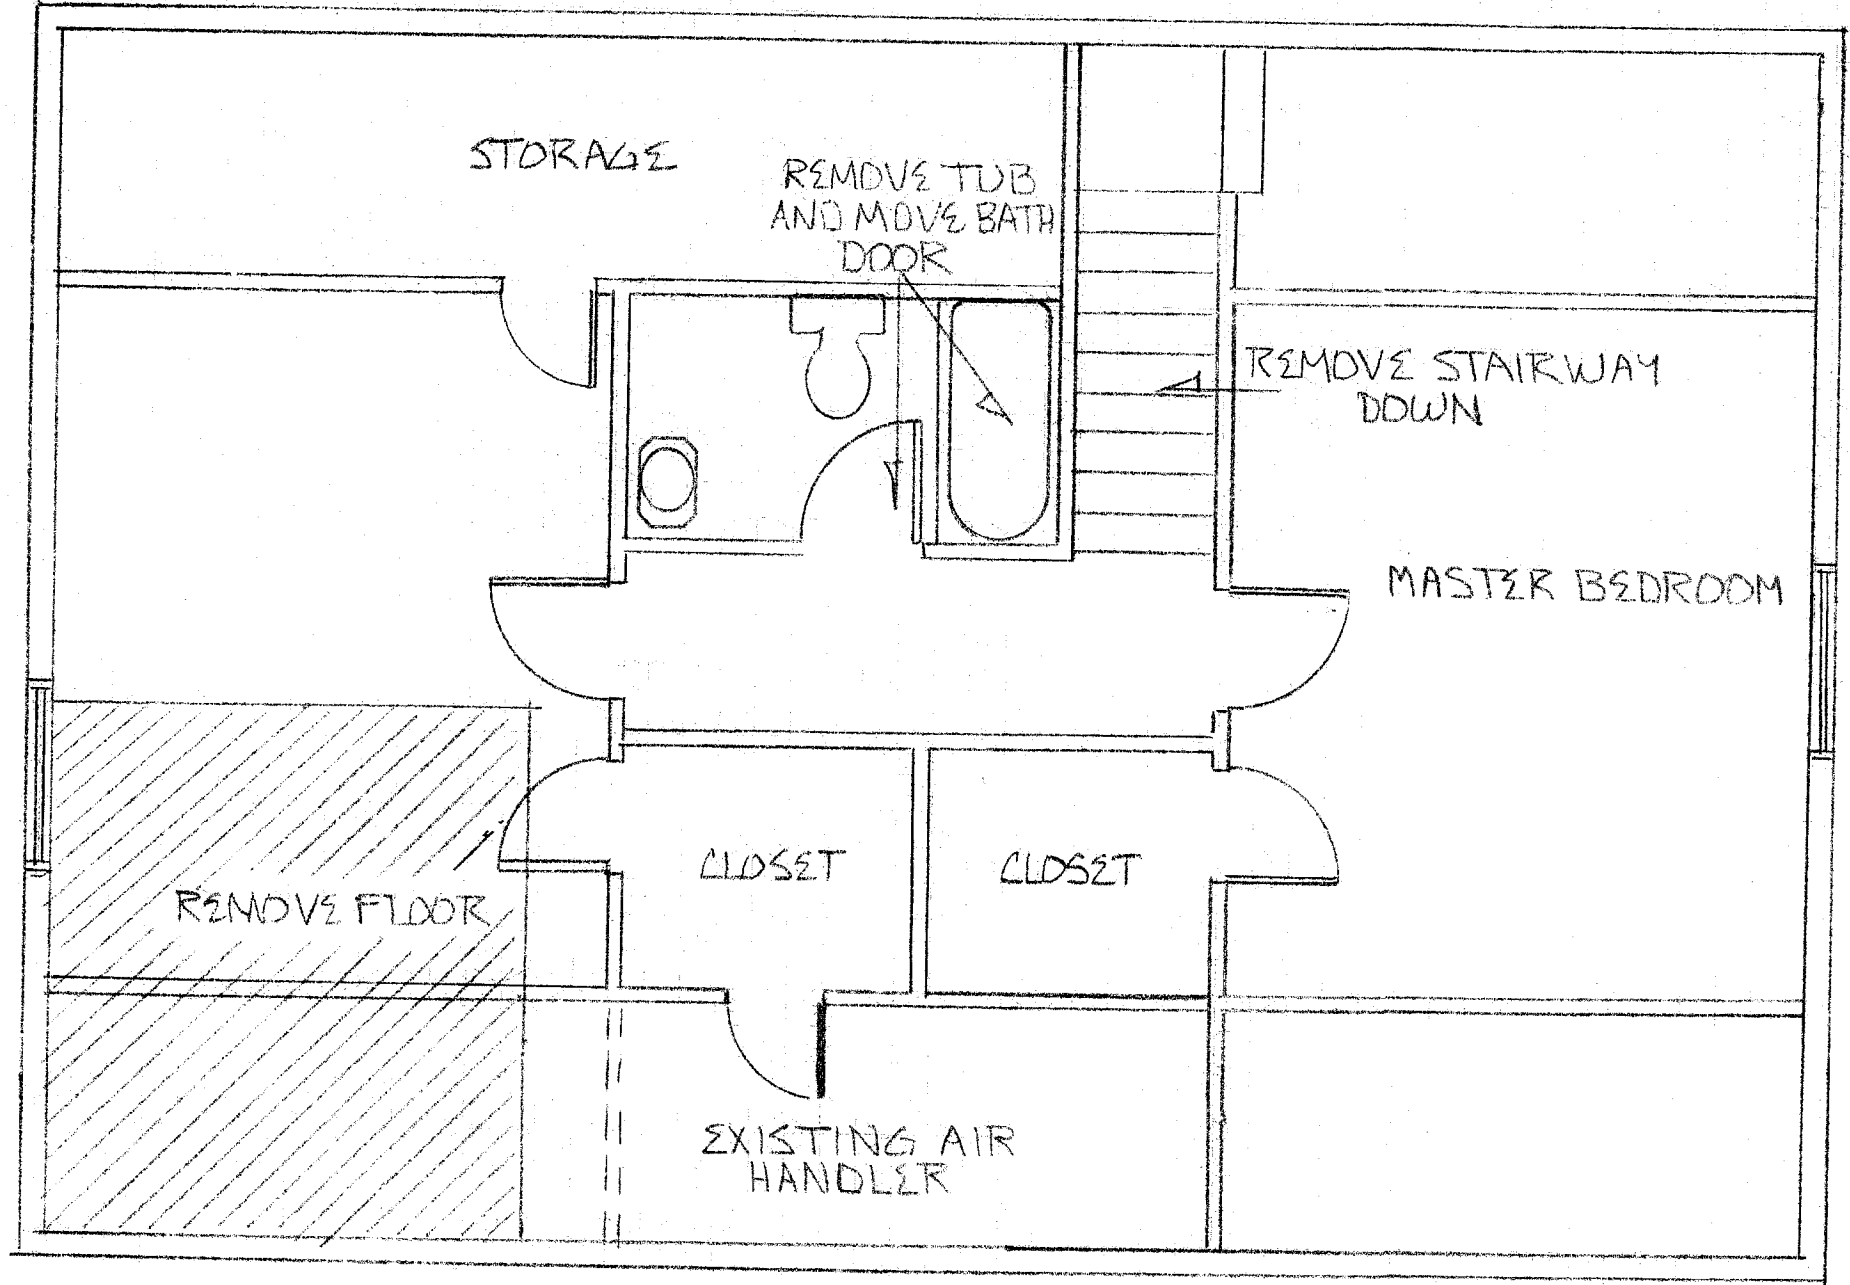 STORAGE
REMOVE TUB
AND MOVE BATH
DOOR
REMOVE STAIRWAY
DOWN
MASTER BEDROOM
CLOSET
CLOSET
REMOVE FLOOR
EXISTING AIR
HANDLER